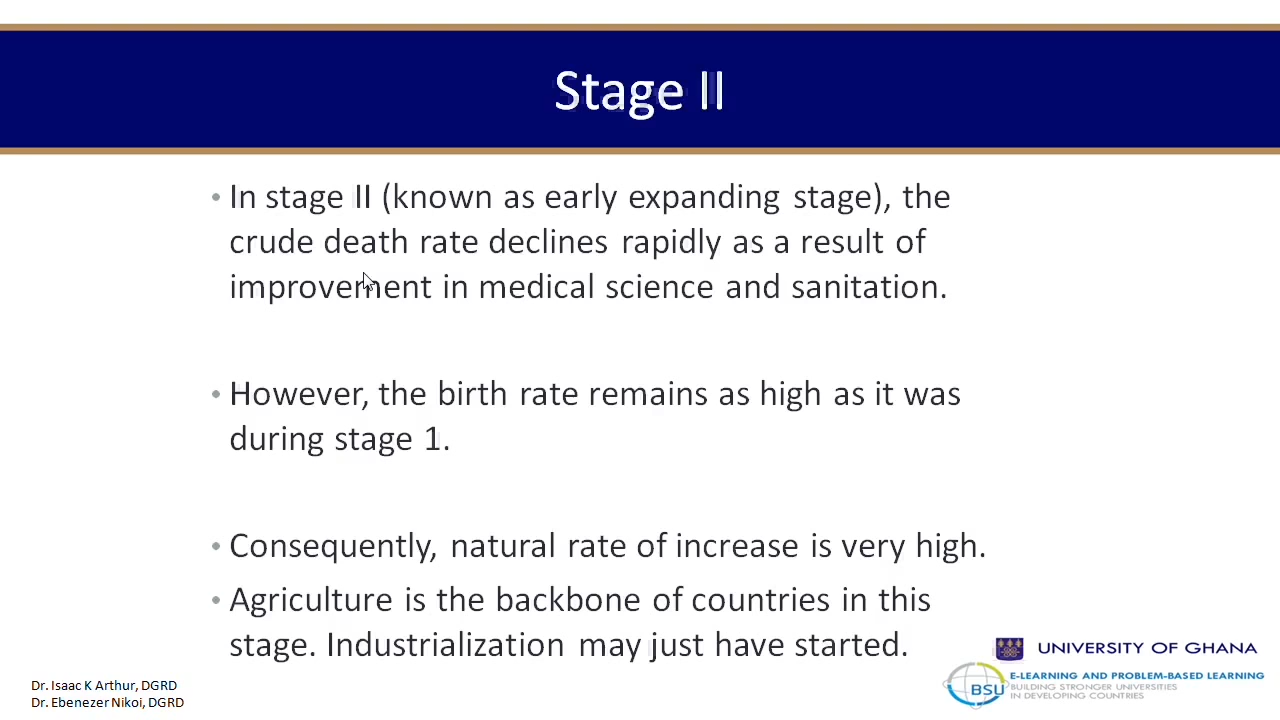 Stage II
• In stage II (known as early expanding stage), the
crude death rate declines rapidly as a result of
improvement in medical science and sanitation.
• However, the birth rate remains as high as it was
during stage 1.
• Consequently, natural rate of increase is very high.
• Agriculture is the backbone of countries in this
stage. Industrialization may just have started.
UNIVERSITY OF GHANA
BSU
E-LEARNING AND PROBLEM-BASED LEARNING
BUILDING STRONGER UNIVERSITIES
IN DEVELOPING COUNTRIES
Dr. Isaac K Arthur, DGRD
Dr. Ebenezer Nikoi, DGRD